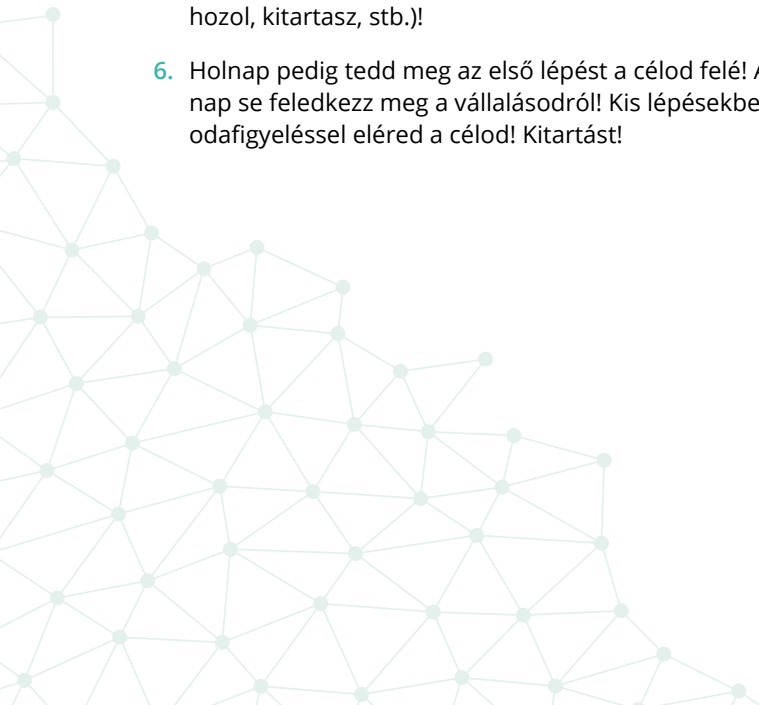 hozol, kitartasz, stb.)!
6. Holnap pedig tedd meg az első lépést a célod felé! A
nap se feledkezz meg a vállalásodról! Kis lépésekbe
odafigyeléssel eléred a célod! Kitartást!